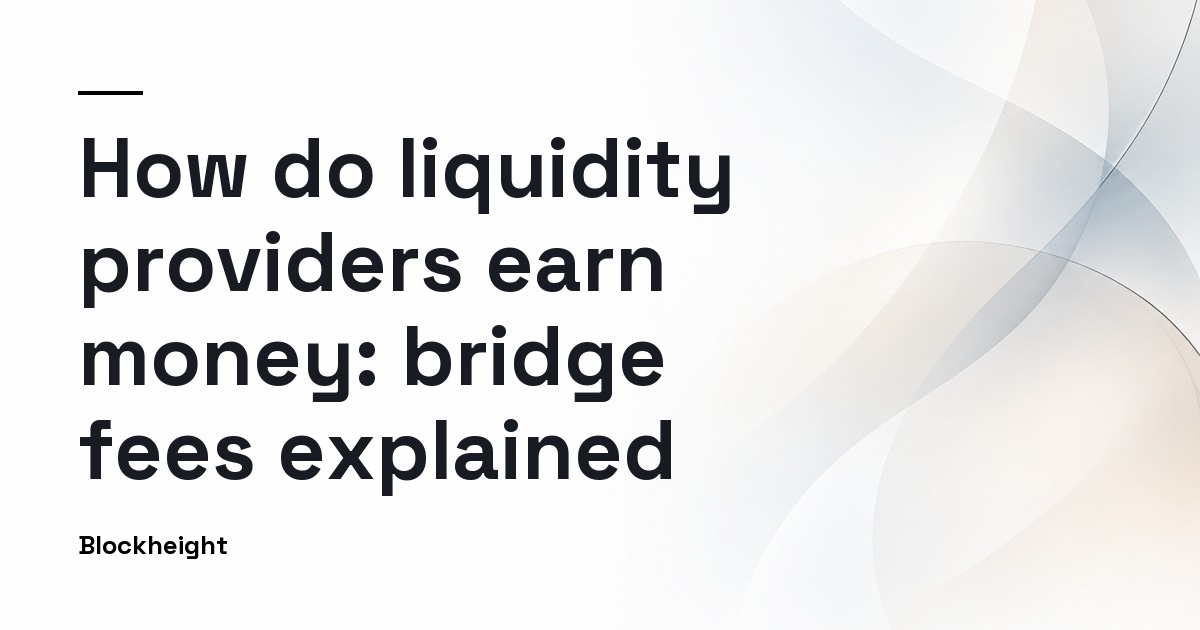 How do liquidity
providers earn
money: bridge
fees explained
Blockheight